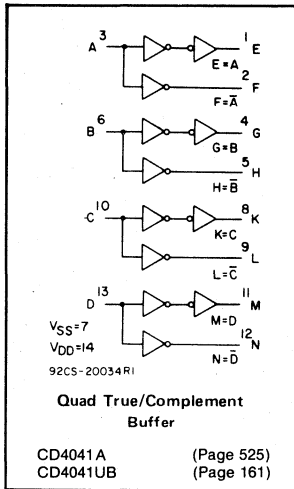 A 3
1 E
E=A
2 F
F=A̅
B 6
4 G
G=B
5 H
H=B̅
C 10
8 K
K=C
9 L
L=C̅
D 13
11 M
M=D
12 N
N=D̅
VSS=7
VDD=14
92CS-20034R1
Quad True/Complement
Buffer
CD4041A (Page 525)
CD4041UB (Page 161)